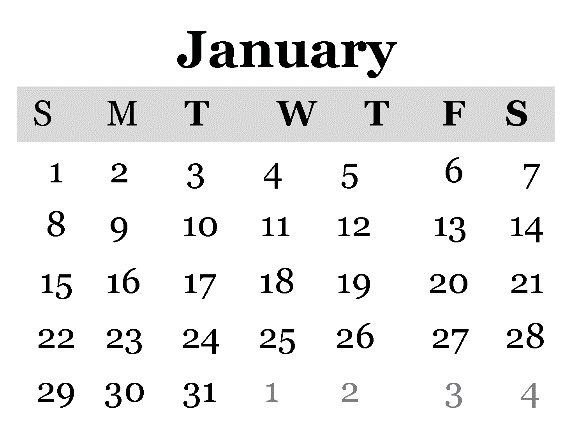 January
S M T W T F S
1 2 3 4 5 6 7
8 9 10 11 12 13 14
15 16 17 18 19 20 21
22 23 24 25 26 27 28
29 30 31 1 2 3 4